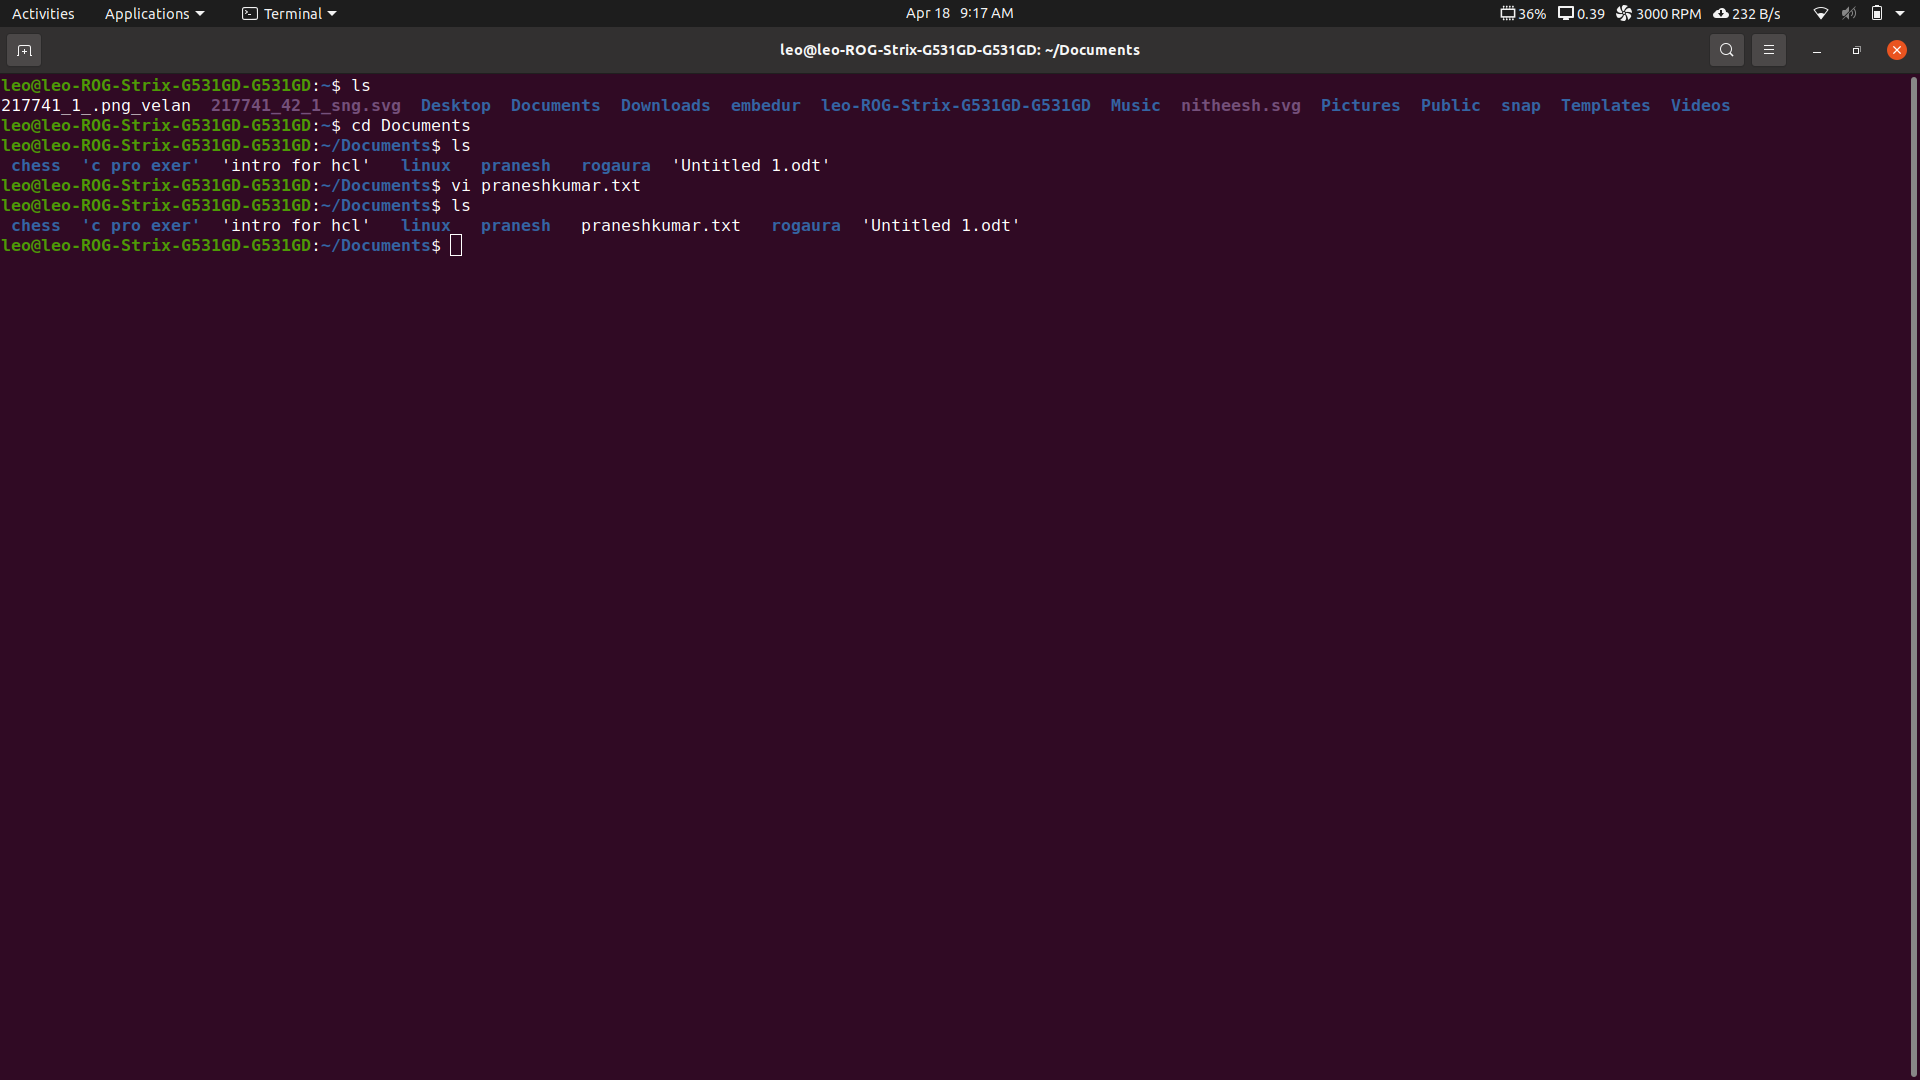 Activities Applications Terminal Apr 18 9:17 AM 36% 0.39 3000 RPM 232 B/s
leo@leo-ROG-Strix-G531GD-G531GD: ~/Documents
leo@leo-ROG-Strix-G531GD-G531GD:~$ ls
217741_1_.png_velan 217741_42_1_sng.svg Desktop Documents Downloads embedur leo-ROG-Strix-G531GD-G531GD Music nitheesh.svg Pictures Public snap Templates Videos
leo@leo-ROG-Strix-G531GD-G531GD:~$ cd Documents
leo@leo-ROG-Strix-G531GD-G531GD:~/Documents$ ls
chess 'c pro exer' 'intro for hcl' linux pranesh rogaura 'Untitled 1.odt'
leo@leo-ROG-Strix-G531GD-G531GD:~/Documents$ vi praneshkumar.txt
leo@leo-ROG-Strix-G531GD-G531GD:~/Documents$ ls
chess 'c pro exer' 'intro for hcl' linux pranesh praneshkumar.txt rogaura 'Untitled 1.odt'
leo@leo-ROG-Strix-G531GD-G531GD:~/Documents$